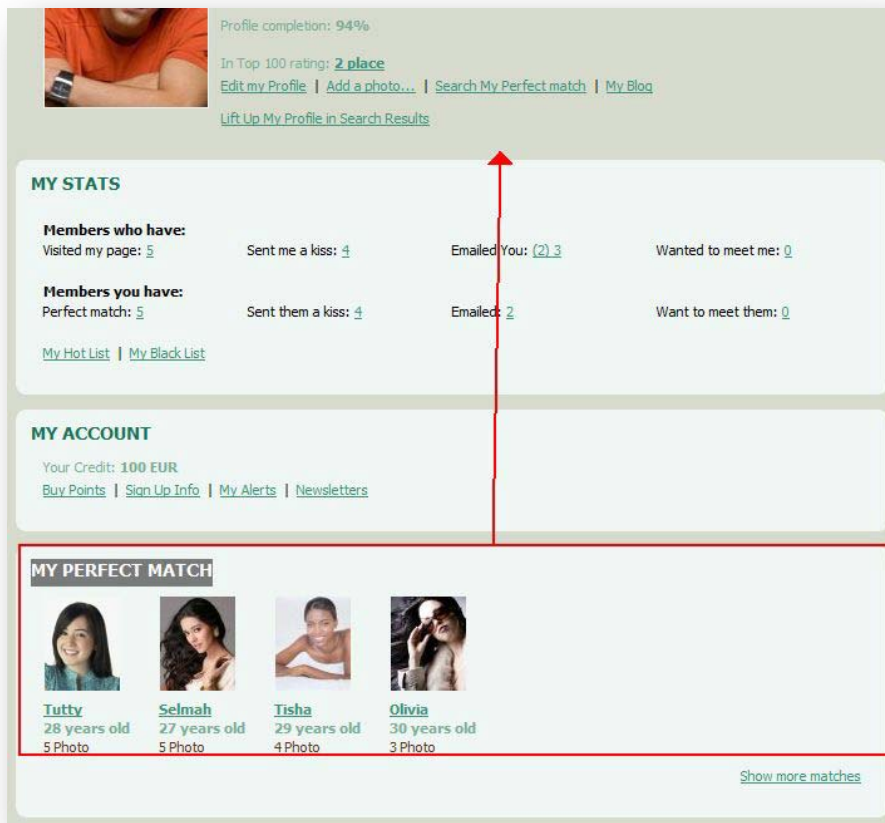 Profile completion: 94%
In Top 100 rating: 2 place
Edit my Profile | Add a photo... | Search My Perfect match | My Blog
Lift Up My Profile in Search Results
MY STATS
Members who have:
Visited my page: 5 Sent me a kiss: 4 Emailed You: (2) 3 Wanted to meet me: 0
Members you have:
Perfect match: 5 Sent them a kiss: 4 Emailed: 2 Want to meet them: 0
My Hot List | My Black List
MY ACCOUNT
Your Credit: 100 EUR
Buy Points | Sign Up Info | My Alerts | Newsletters
MY PERFECT MATCH
Tutty Selmah Tisha Olivia
28 years old 27 years old 29 years old 30 years old
5 Photo 5 Photo 4 Photo 3 Photo
Show more matches